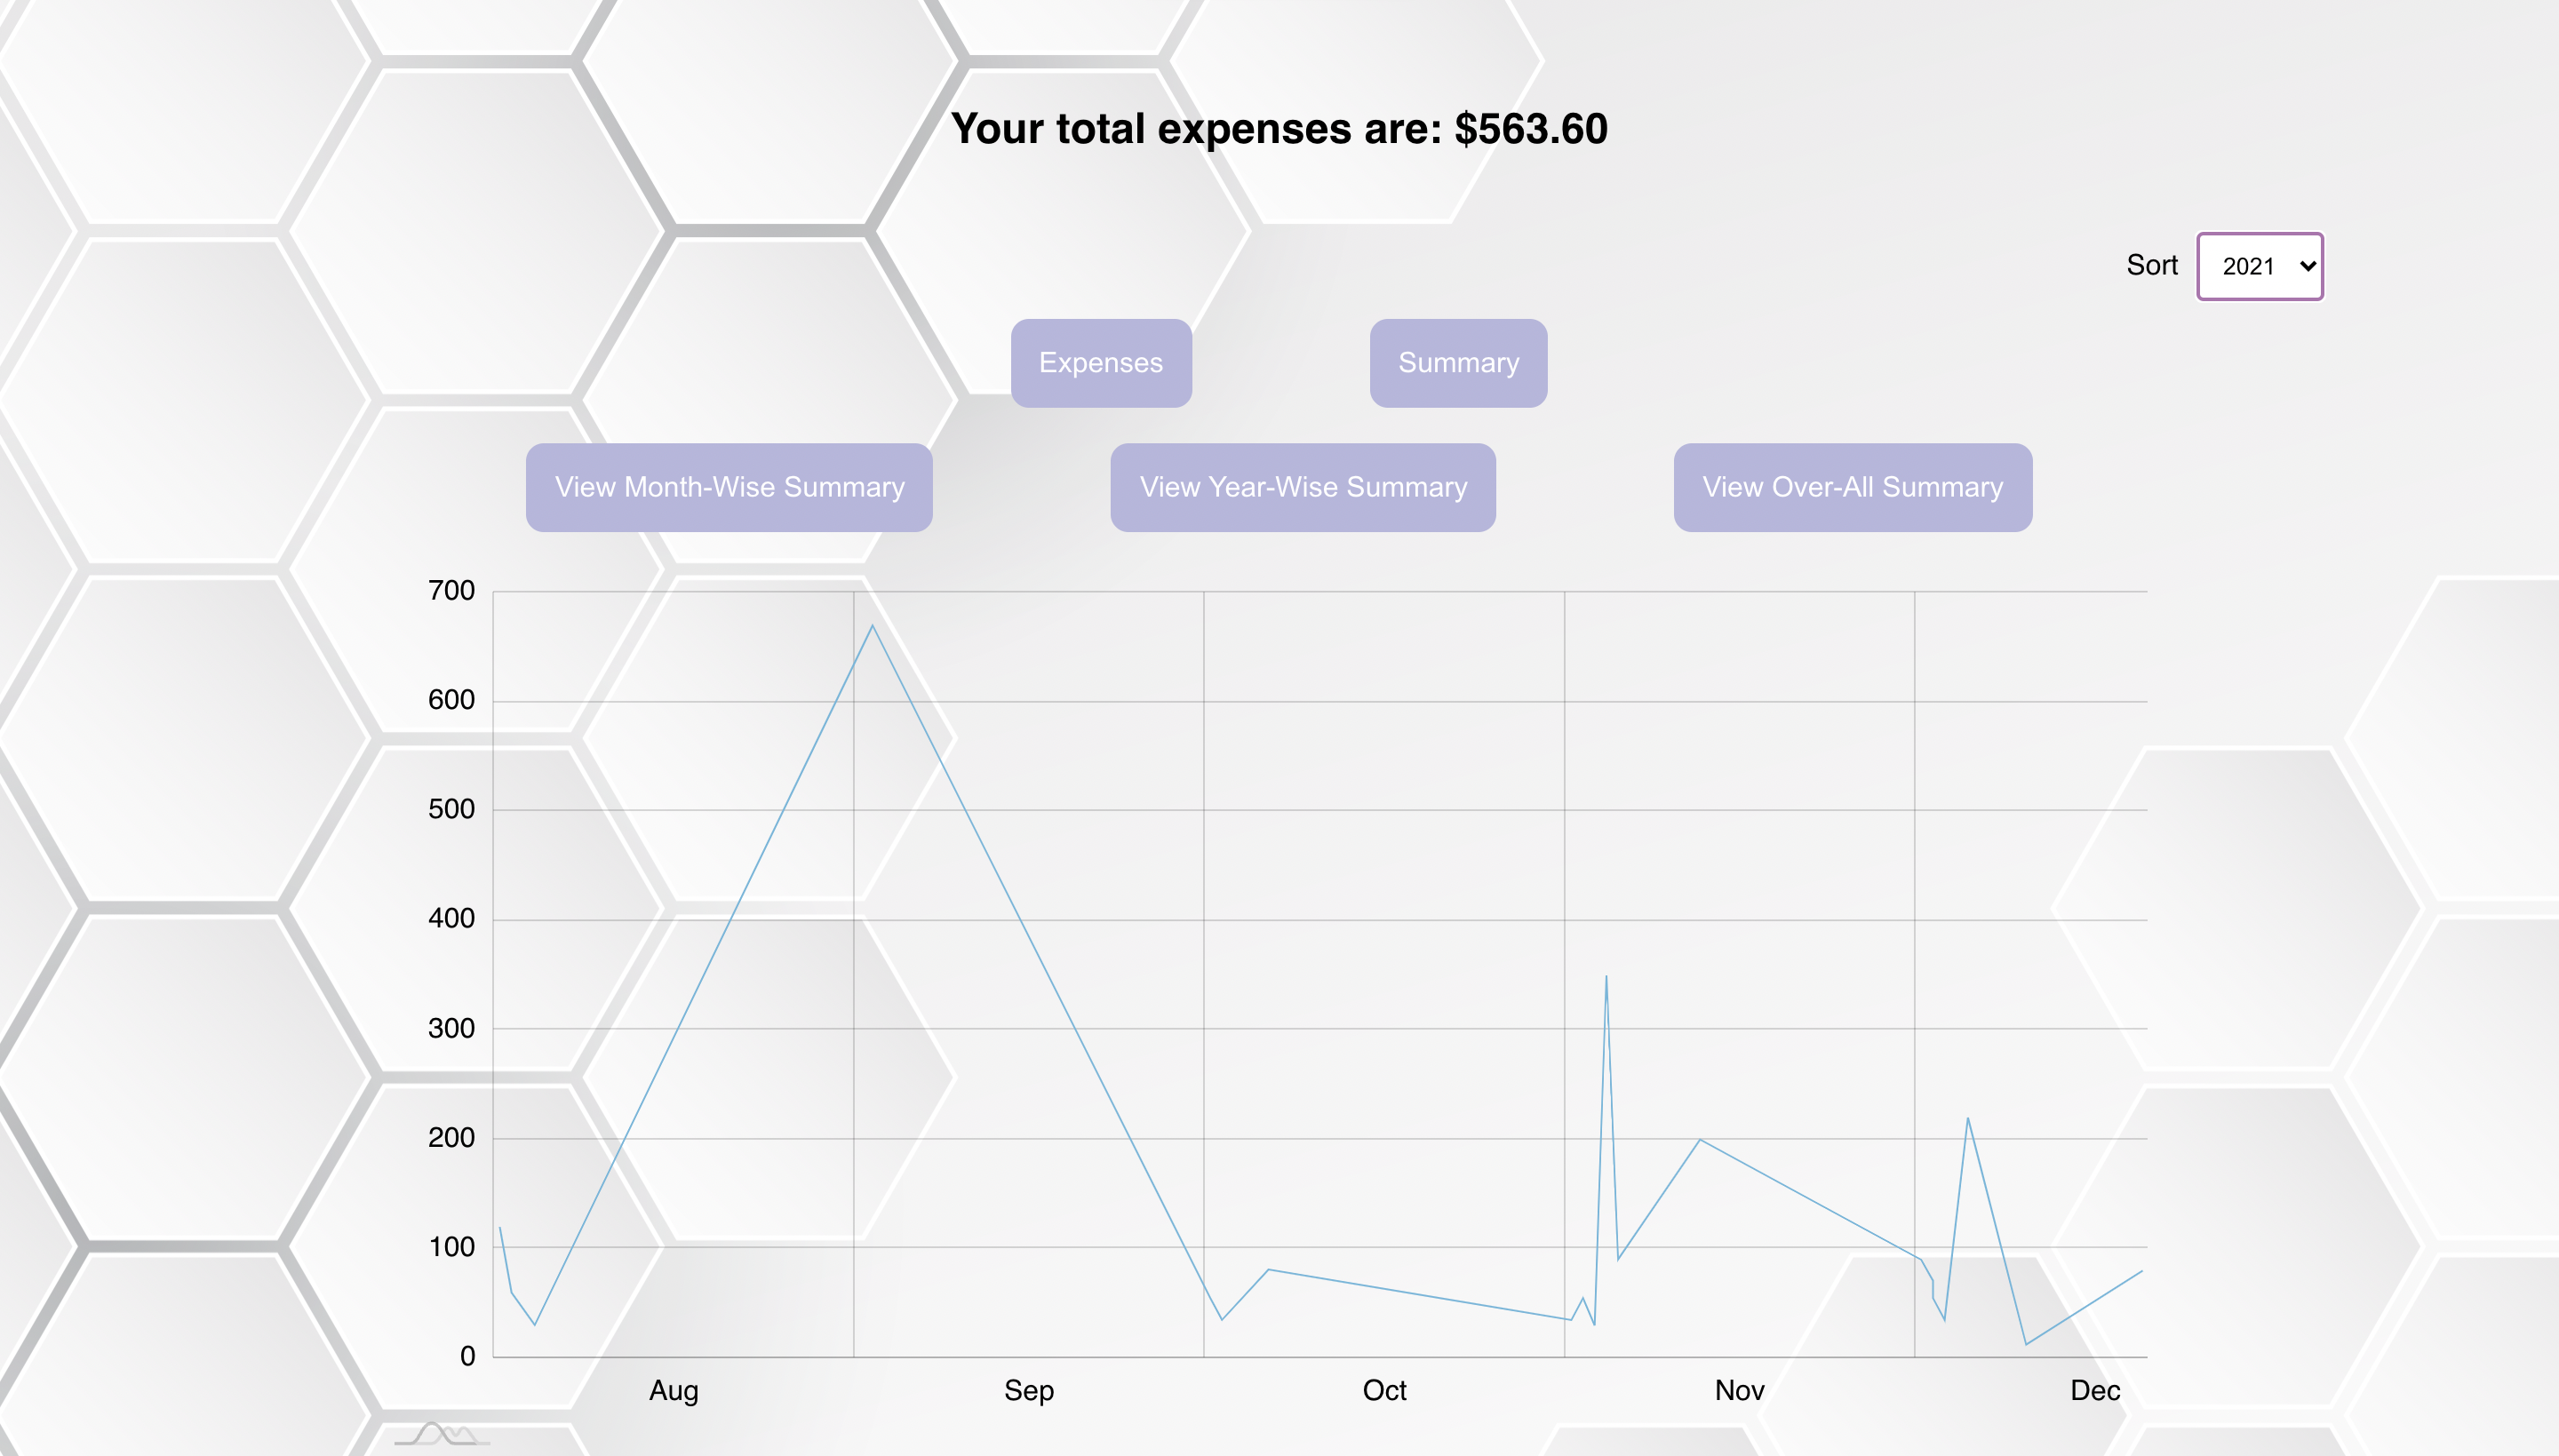 Your total expenses are: $563.60
Sort 2021
Expenses Summary
View Month-Wise Summary View Year-Wise Summary View Over-All Summary
700
600
500
400
300
200
100
0
Aug Sep Oct Nov Dec